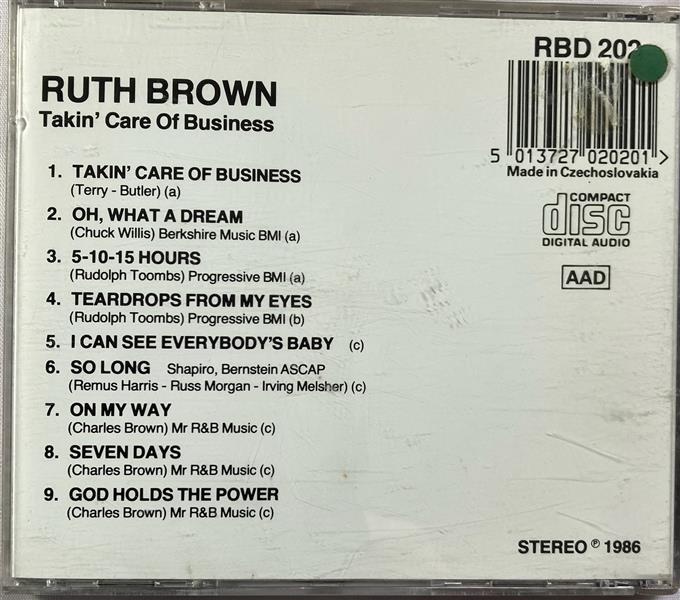 RBD 202
RUTH BROWN
Takin' Care Of Business
5 013727 020201 >
Made in Czechoslovakia
COMPACT
disc
DIGITAL AUDIO
AAD
1. TAKIN' CARE OF BUSINESS
(Terry - Butler) (a)
2. OH, WHAT A DREAM
(Chuck Willis) Berkshire Music BMI (a)
3. 5-10-15 HOURS
(Rudolph Toombs) Progressive BMI (a)
4. TEARDROPS FROM MY EYES
(Rudolph Toombs) Progressive BMI (b)
5. I CAN SEE EVERYBODY'S BABY (c)
6. SO LONG Shapiro, Bernstein ASCAP
(Remus Harris - Russ Morgan - Irving Melsher) (c)
7. ON MY WAY
(Charles Brown) Mr R&B Music (c)
8. SEVEN DAYS
(Charles Brown) Mr R&B Music (c)
9. GOD HOLDS THE POWER
(Charles Brown) Mr R&B Music (c)
STEREO ℗ 1986